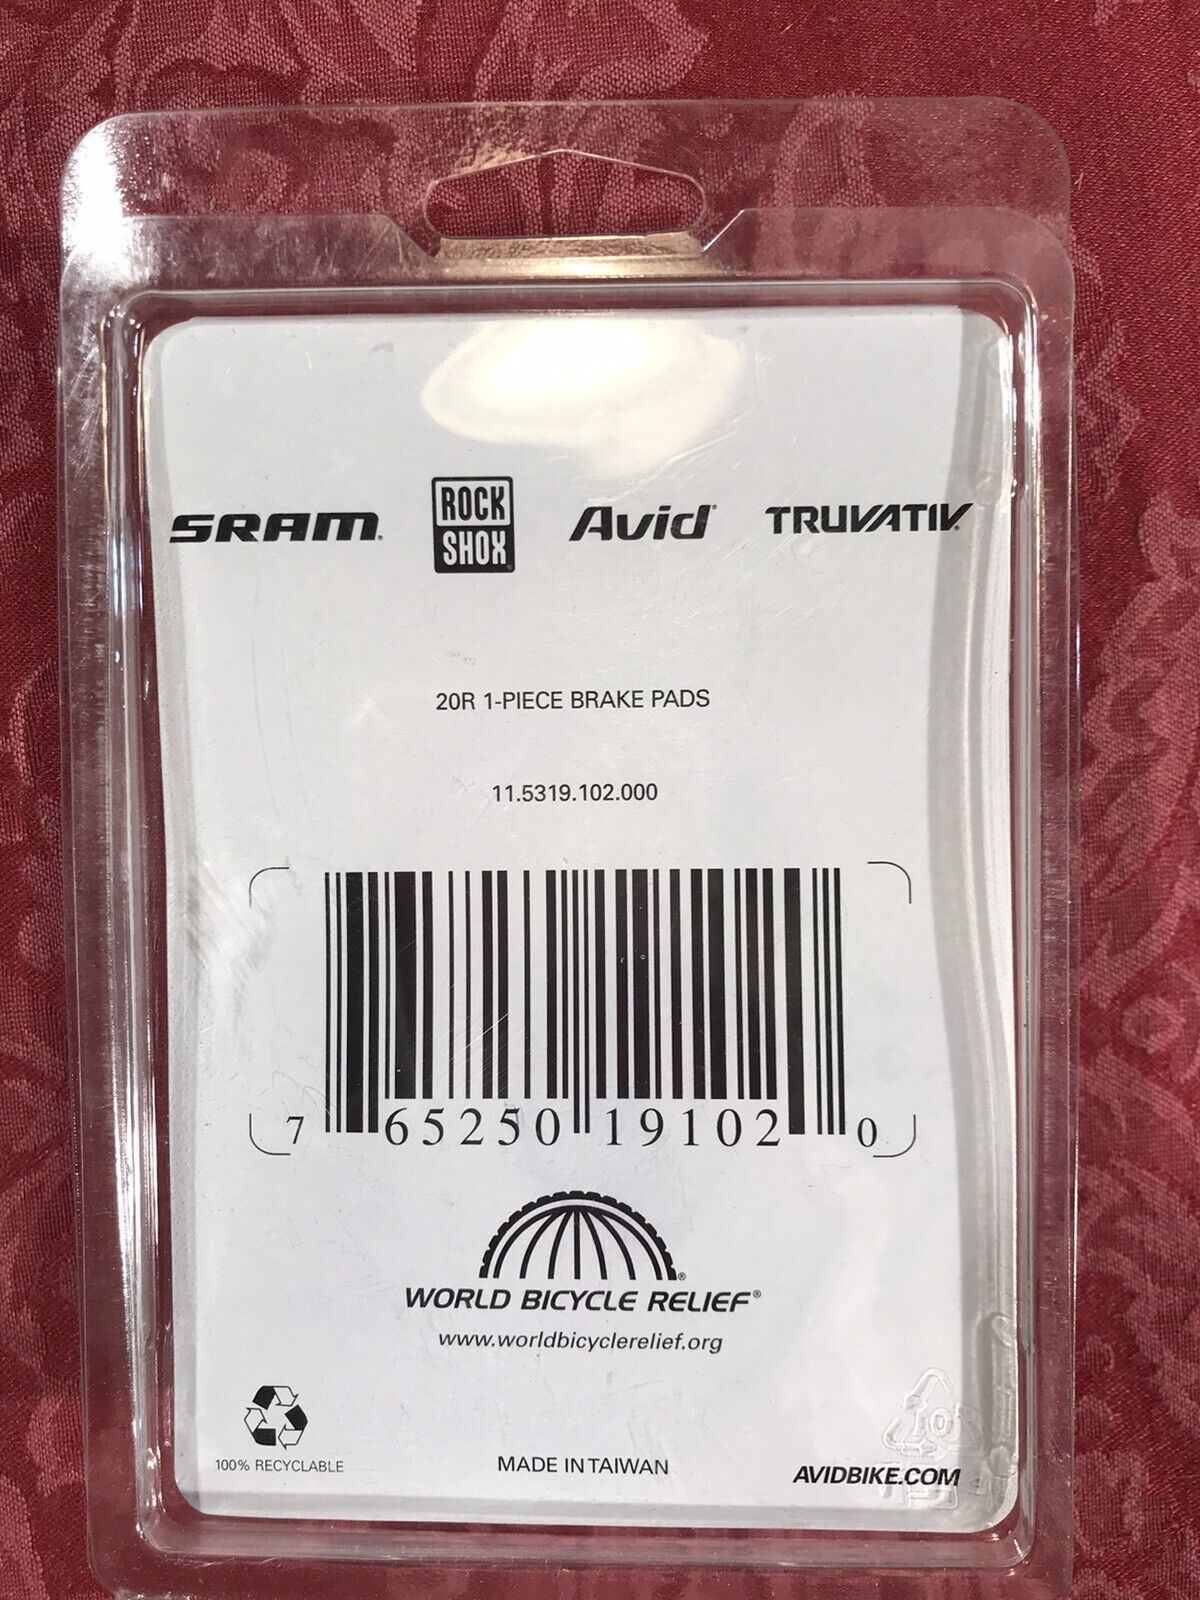 SRAM® ROCK SHOX® Avid® TRUVATIV®
20R 1-PIECE BRAKE PADS
11.5319.102.000
7 65250 19102 0
WORLD BICYCLE RELIEF®
www.worldbicyclerelief.org
100% RECYCLABLE
MADE IN TAIWAN
AVIDBIKE.COM